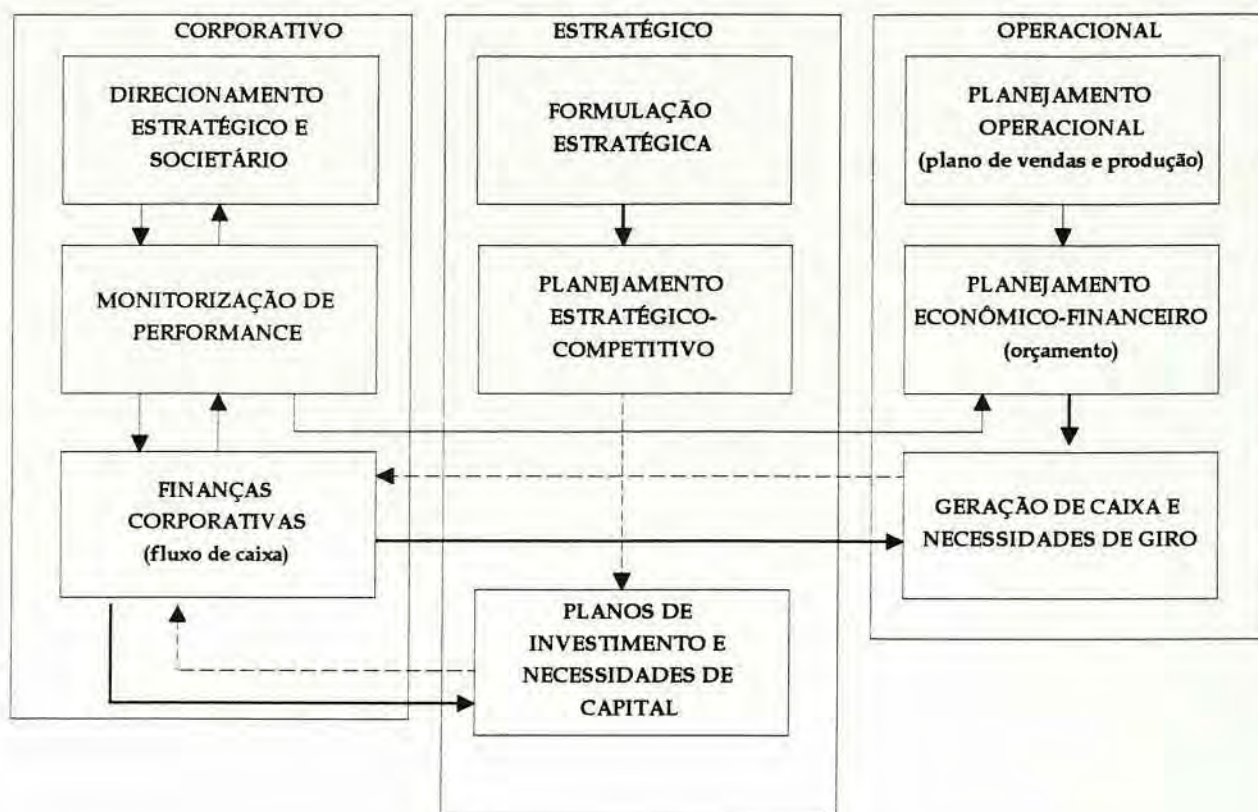 CORPORATIVO
DIRECIONAMENTO
ESTRATÉGICO E
SOCIETÁRIO
MONITORIZAÇÃO DE
PERFORMANCE
FINANÇAS
CORPORATIVAS
(fluxo de caixa)
ESTRATÉGICO
FORMULAÇÃO
ESTRATÉGICA
PLANEJAMENTO
ESTRATÉGICO-
COMPETITIVO
PLANOS DE
INVESTIMENTO E
NECESSIDADES DE
CAPITAL
OPERACIONAL
PLANEJAMENTO
OPERACIONAL
(plano de vendas e produção)
PLANEJAMENTO
ECONÔMICO-FINANCEIRO
(orçamento)
GERAÇÃO DE CAIXA E
NECESSIDADES DE GIRO